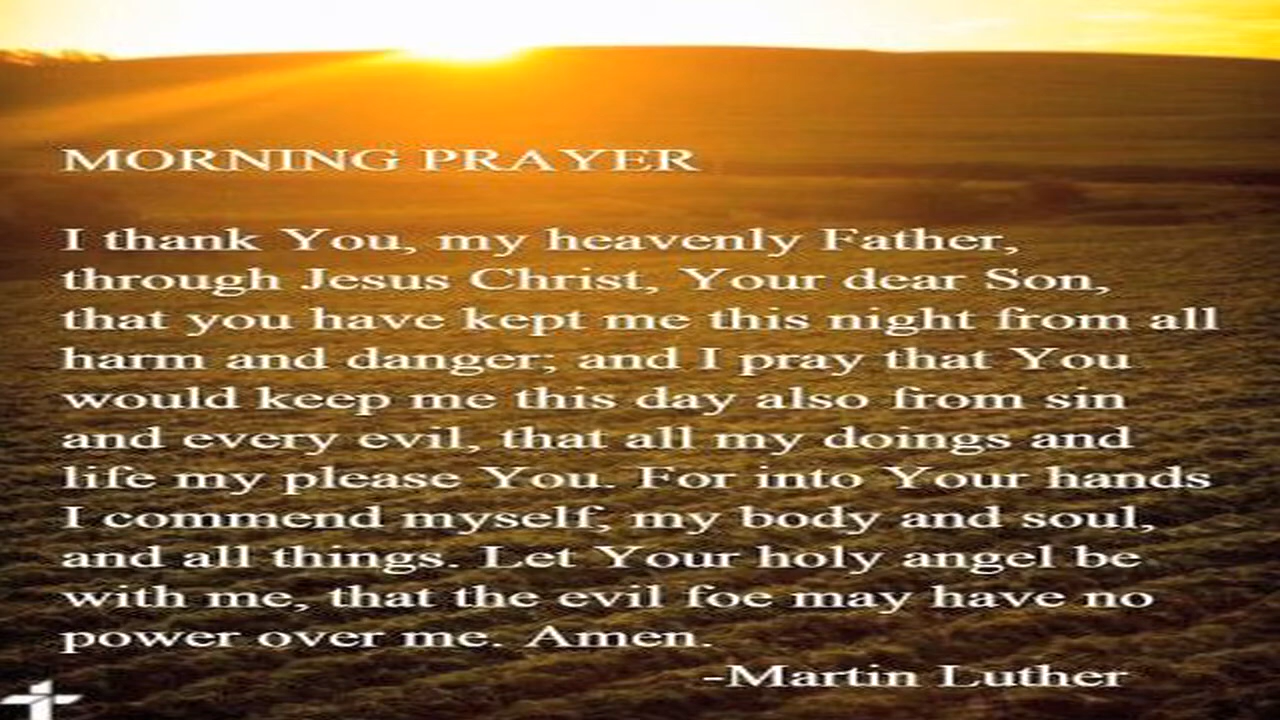 MORNING PRAYER
I thank You, my heavenly Father,
through Jesus Christ, Your dear Son,
that you have kept me this night from all
harm and danger; and I pray that You
would keep me this day also from sin
and every evil, that all my doings and
life my please You. For into Your hands
I commend myself, my body and soul,
and all things. Let Your holy angel be
with me, that the evil foe may have no
power over me. Amen.
-Martin Luther